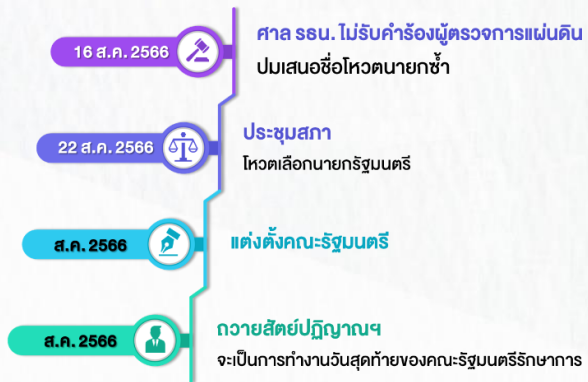 16 ส.ค. 2566
ศาล รธน. ไม่รับคำร้องผู้ตรวจการแผ่นดิน
ปมเสนอชื่อโหวตนายกซ้ำ
22 ส.ค. 2566
ประชุมสภา
โหวตเลือกนายกรัฐมนตรี
ส.ค. 2566
แต่งตั้งคณะรัฐมนตรี
ส.ค. 2566
ถวายสัตย์ปฏิญาณฯ
จะเป็นการทำงานวันสุดท้ายของคณะรัฐมนตรีรักษาการ